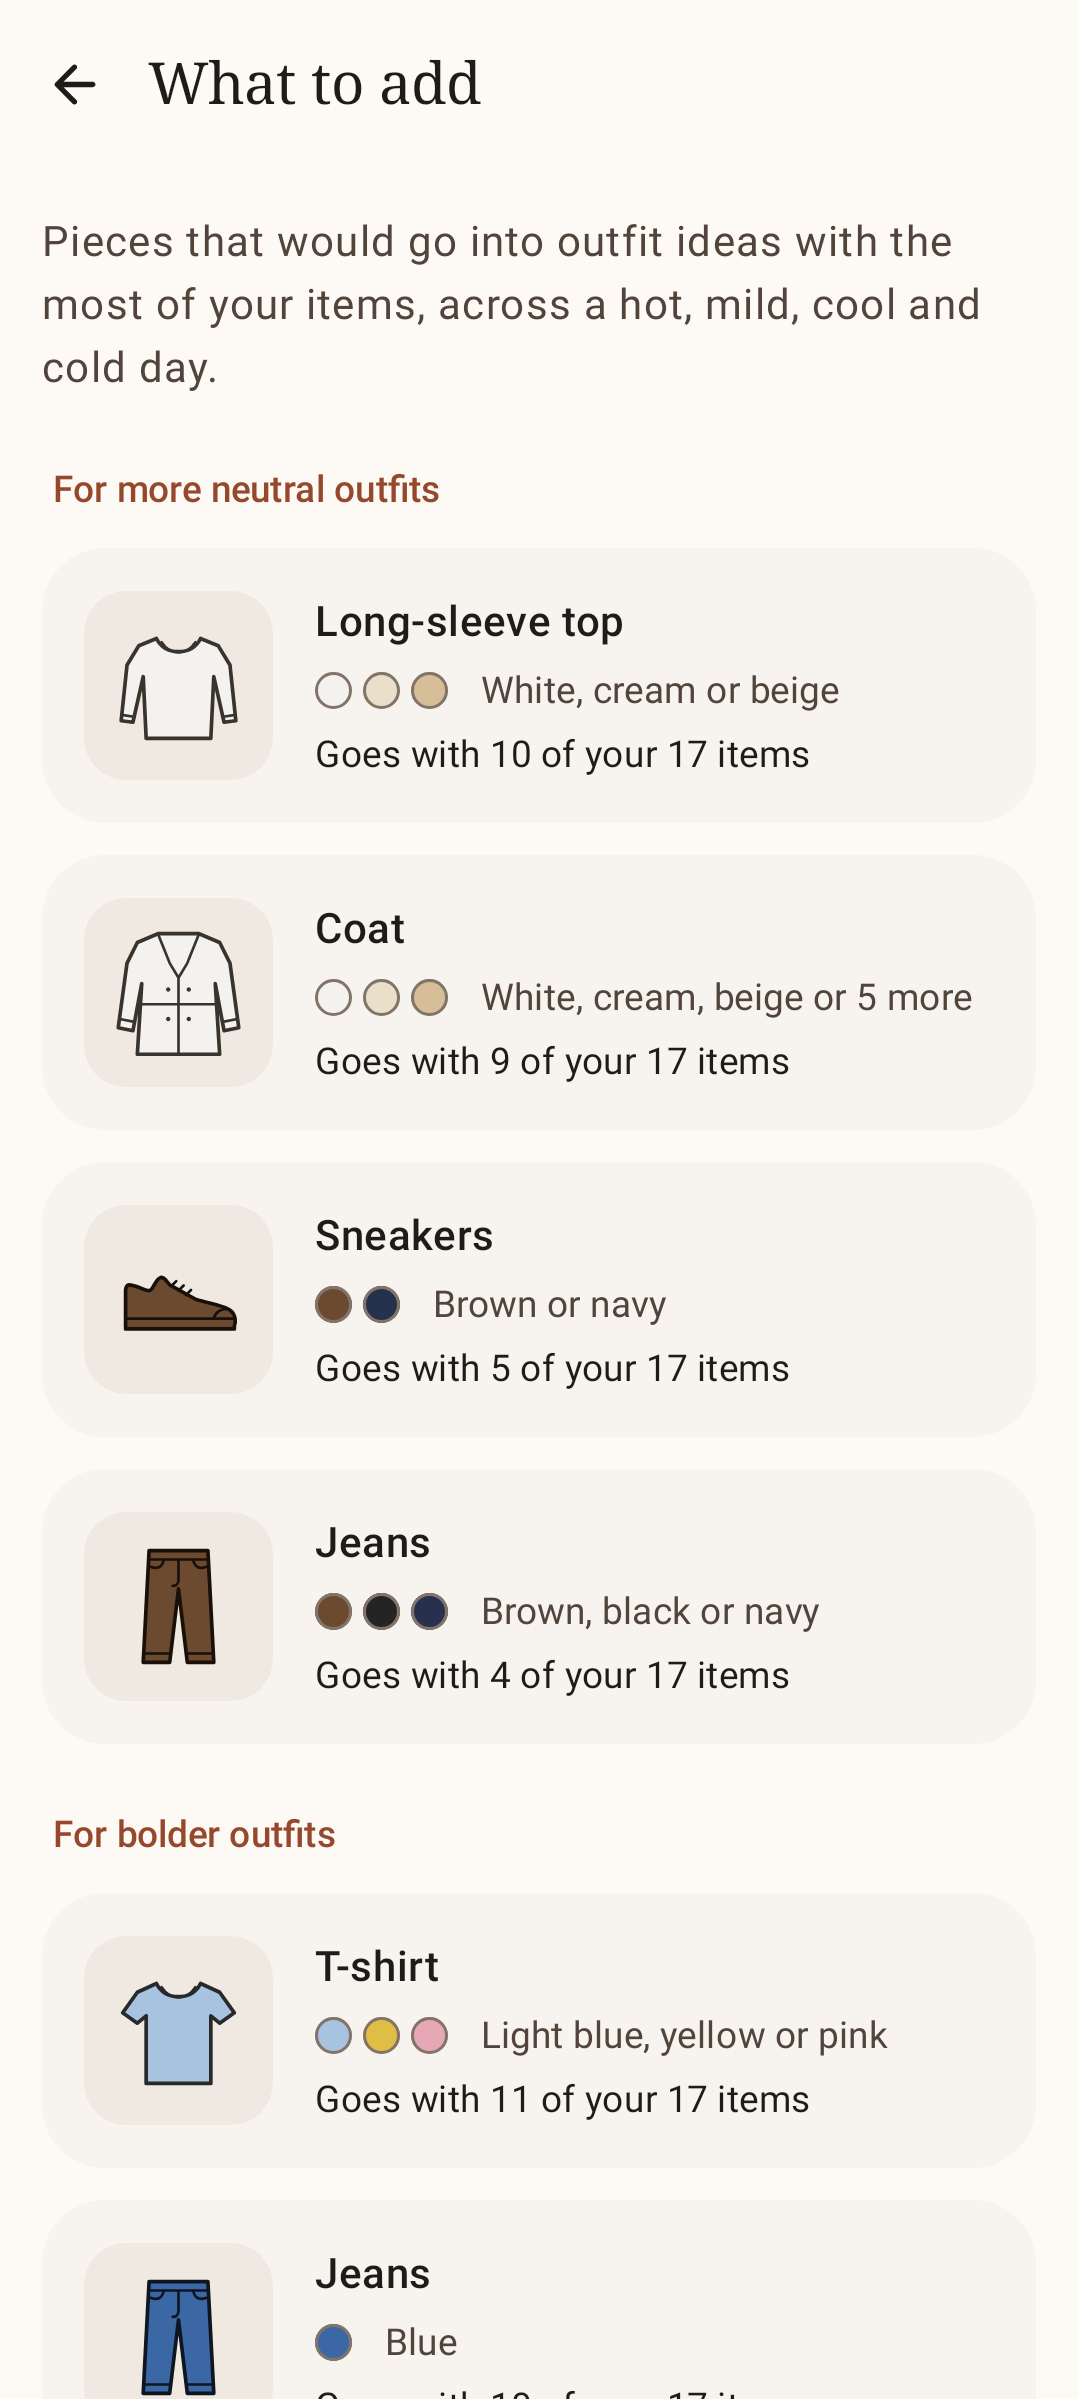 What to add
Pieces that would go into outfit ideas with the
most of your items, across a hot, mild, cool and
cold day.
For more neutral outfits
Long-sleeve top
White, cream or beige
Goes with 10 of your 17 items
Coat
White, cream, beige or 5 more
Goes with 9 of your 17 items
Sneakers
Brown or navy
Goes with 5 of your 17 items
Jeans
Brown, black or navy
Goes with 4 of your 17 items
For bolder outfits
T-shirt
Light blue, yellow or pink
Goes with 11 of your 17 items
Jeans
Blue